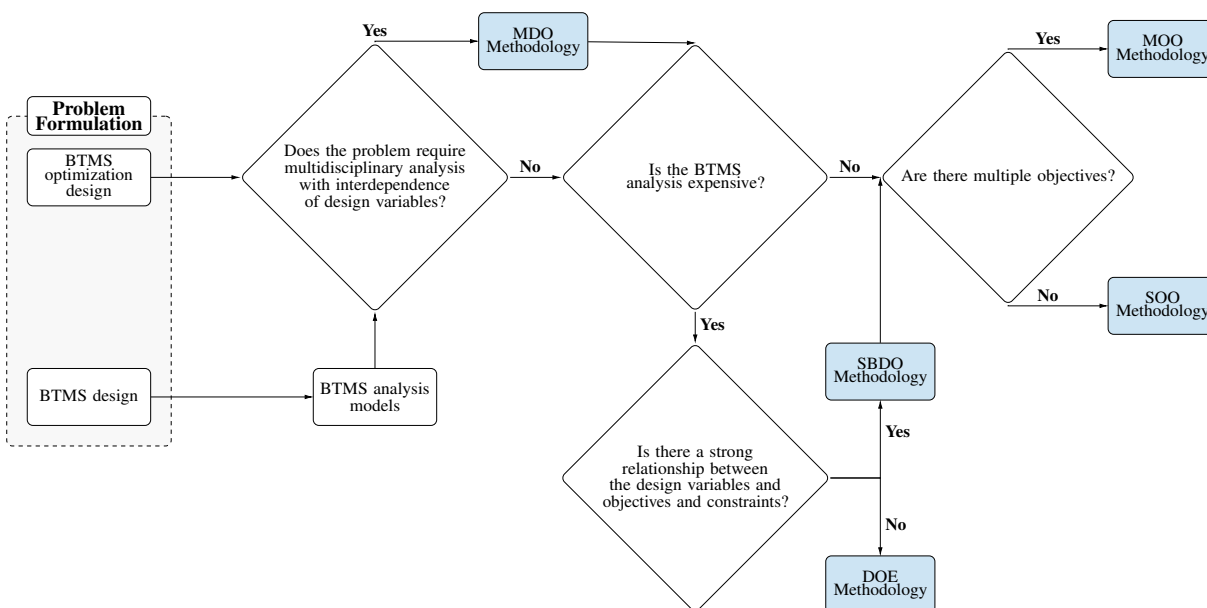 Problem
Formulation
BTMS
optimization
design
BTMS design
BTMS analysis
models
Does the problem require
multidisciplinary analysis
with interdependence
of design variables?
Yes
MDO
Methodology
No
Is the BTMS
analysis expensive?
No
Yes
Is there a strong
relationship between
the design variables and
objectives and constraints?
Yes
SBDO
Methodology
No
DOE
Methodology
Are there multiple objectives?
Yes
MOO
Methodology
No
SOO
Methodology